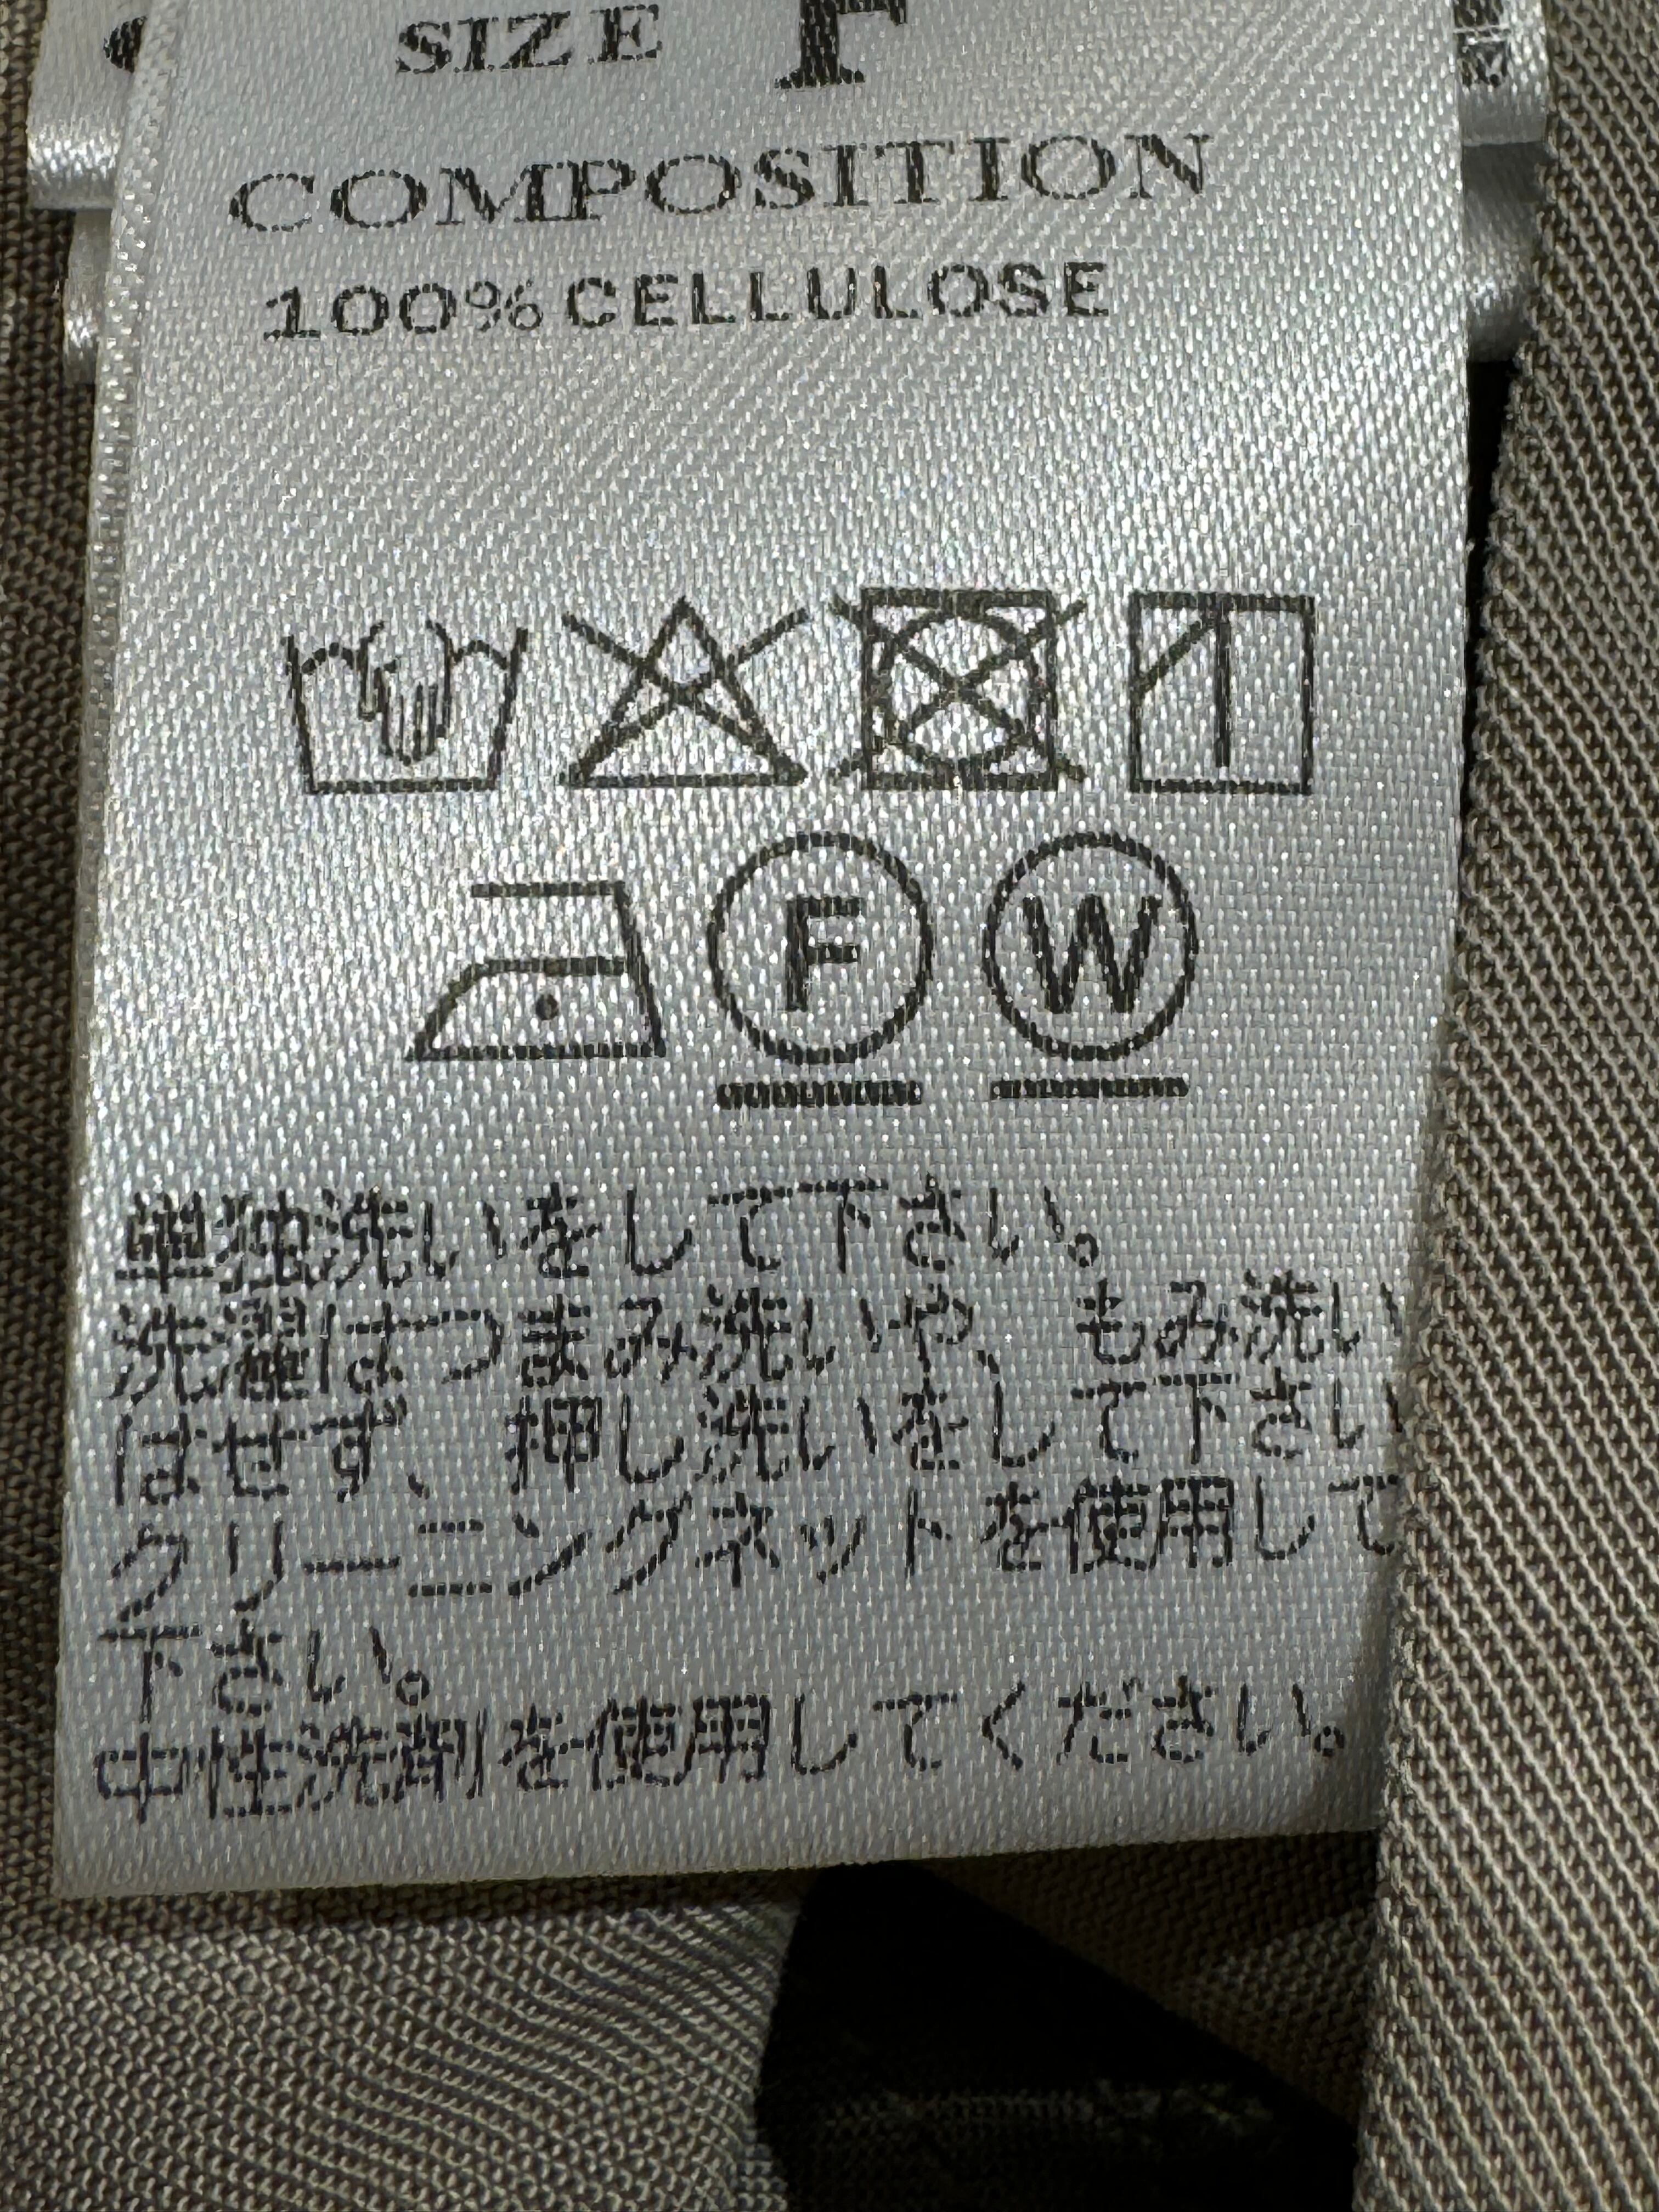 SIZE F
COMPOSITION
100% CELLULOSE
F W
単独洗いをして下さい。
洗濯はつまみ洗いや、もみ洗い
はせず、押し洗いをして下さい
クリーニングネットを使用して
下さい。
中性洗剤を使用してください。